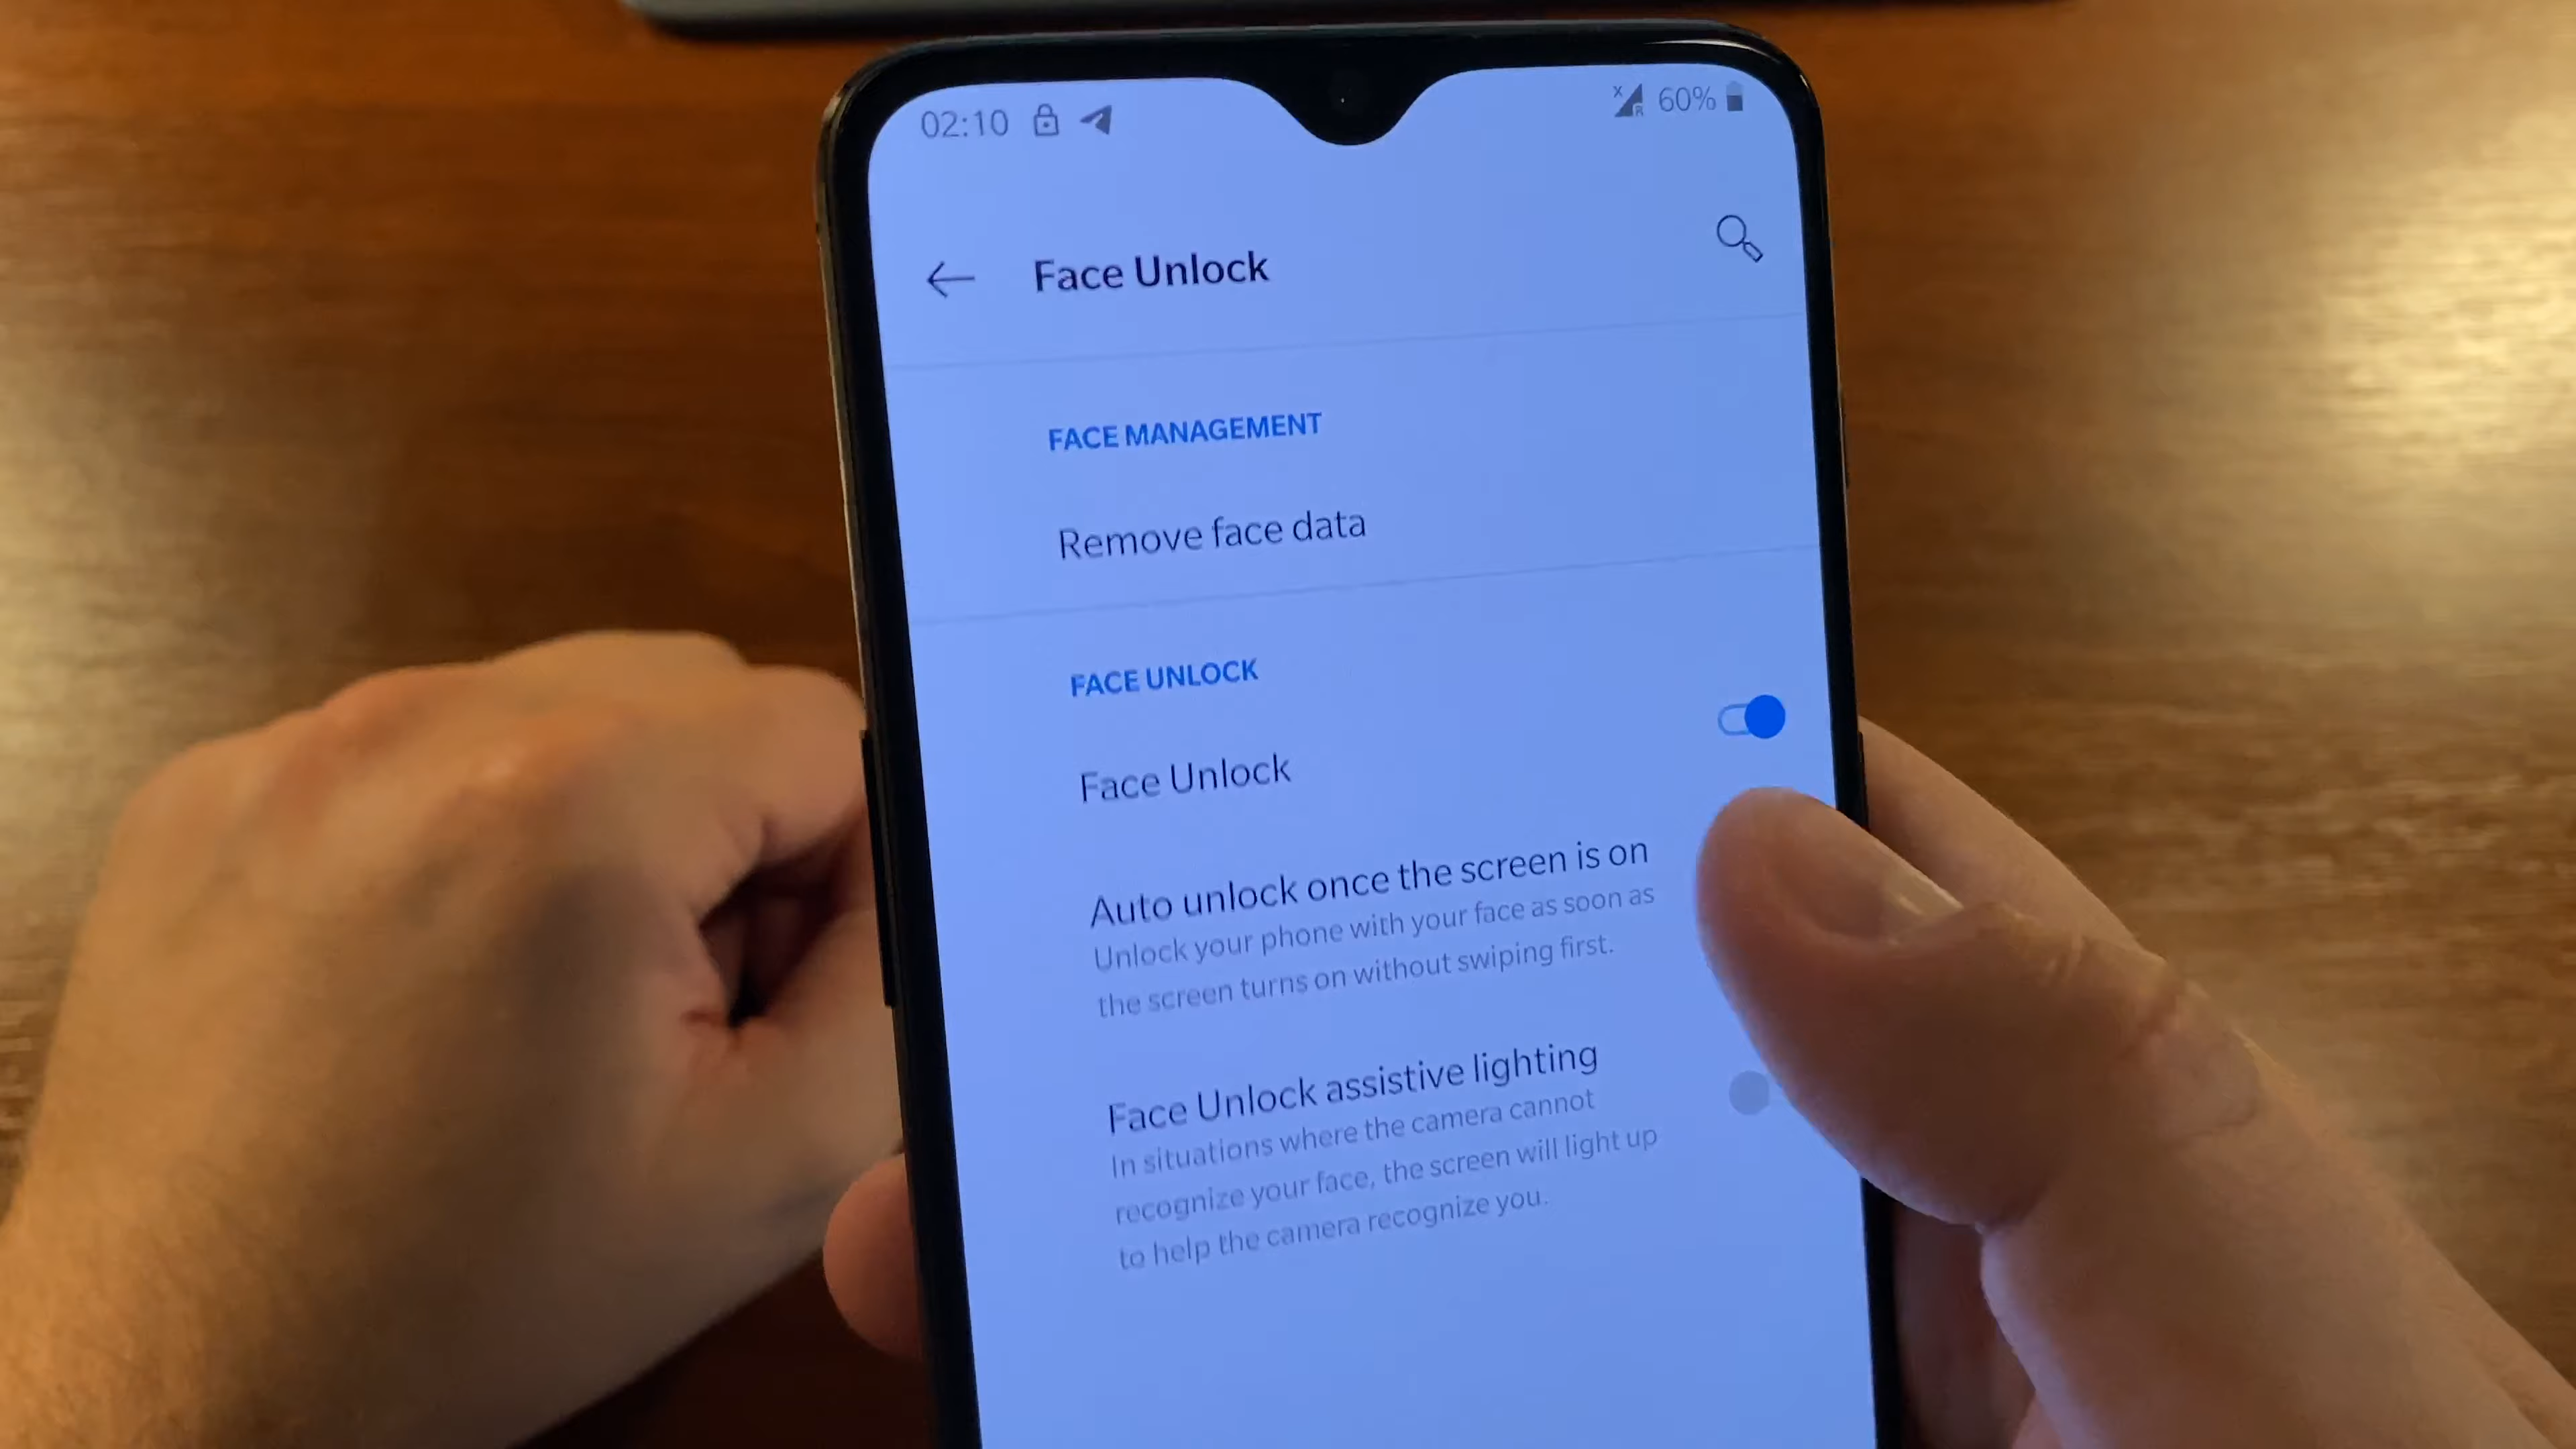 02:10
60%
Face Unlock
FACE MANAGEMENT
Remove face data
FACE UNLOCK
Face Unlock
Auto unlock once the screen is on
Unlock your phone with your face as soon as
the screen turns on without swiping first.
Face Unlock assistive lighting
In situations where the camera cannot
recognize your face, the screen will light up
to help the camera recognize you.